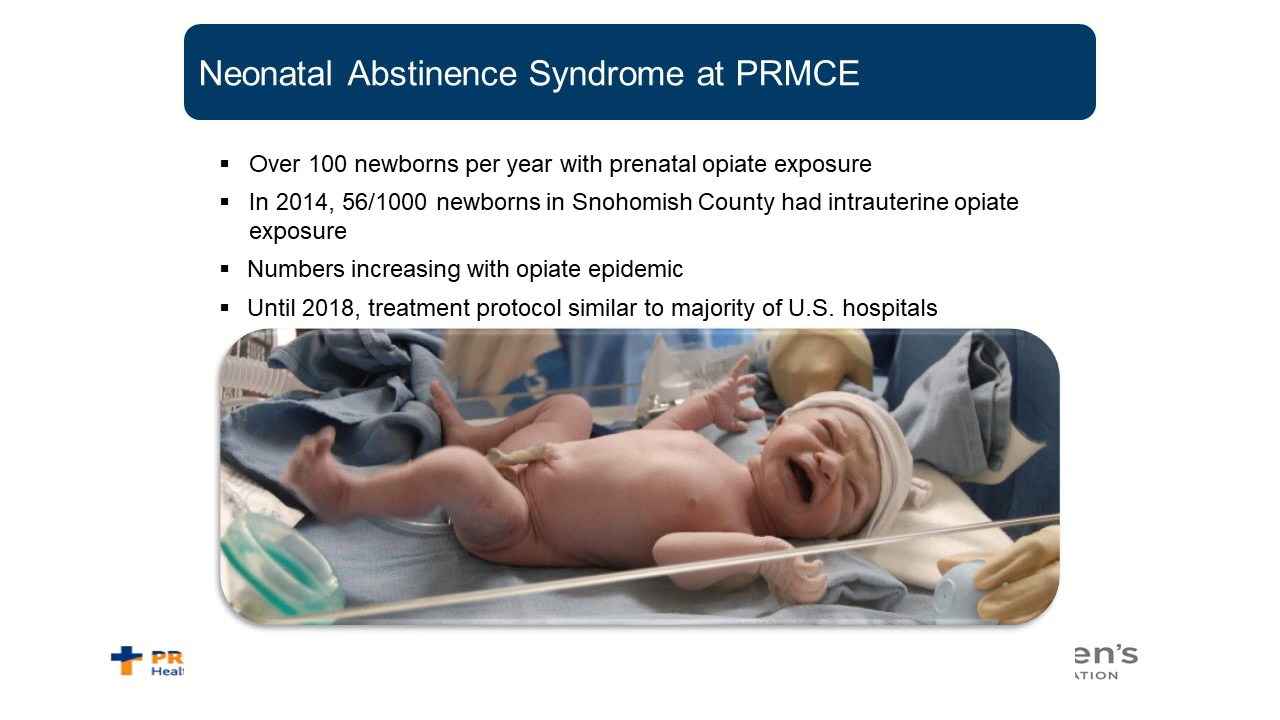 Neonatal Abstinence Syndrome at PRMCE
▪ Over 100 newborns per year with prenatal opiate exposure
▪ In 2014, 56/1000 newborns in Snohomish County had intrauterine opiate
exposure
▪ Numbers increasing with opiate epidemic
▪ Until 2018, treatment protocol similar to majority of U.S. hospitals
PR
Heal
en's
ATION